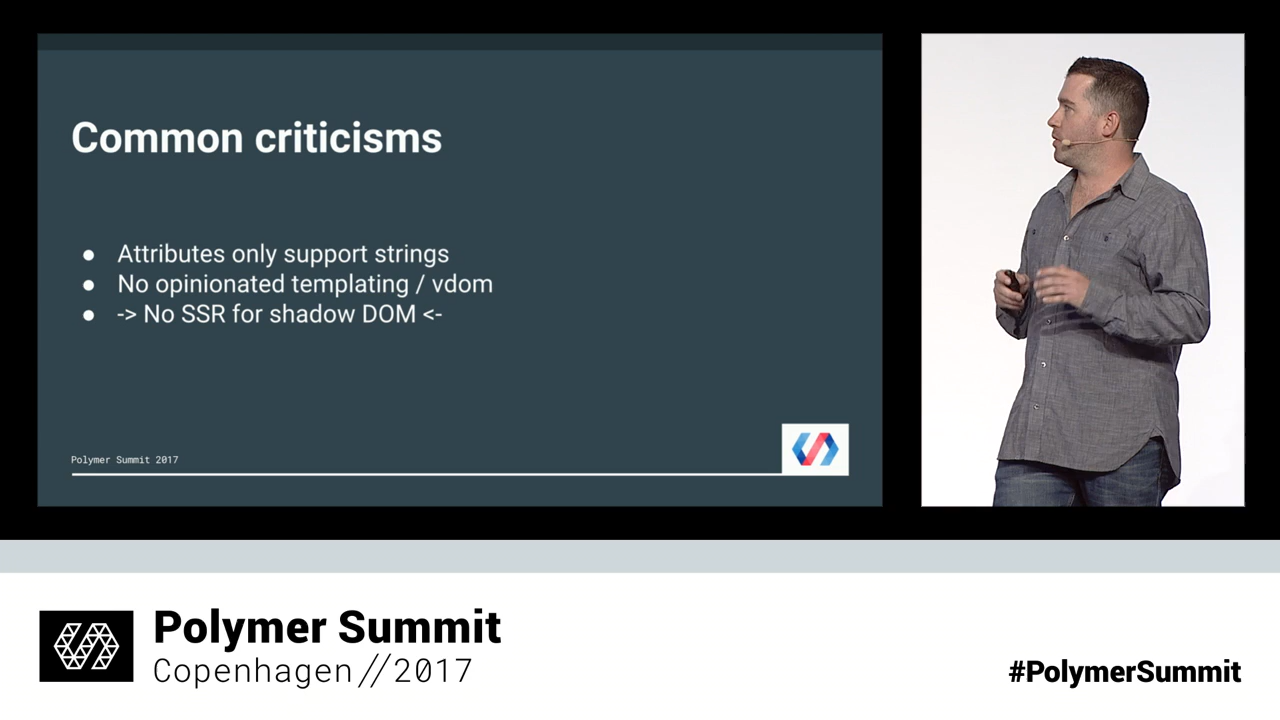 Common criticisms
● Attributes only support strings
● No opinionated templating / vdom
● -> No SSR for shadow DOM <-
Polymer Summit 2017
Polymer Summit
Copenhagen //2017
#PolymerSummit